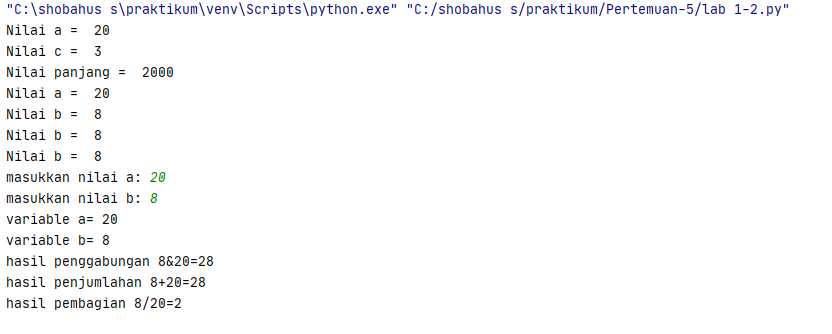 "C:\shobahus s\praktikum\venv\Scripts\python.exe" "C:/shobahus s/praktikum/Pertemuan-5/lab 1-2.py"
Nilai a =  20
Nilai c =  3
Nilai panjang =  2000
Nilai a =  20
Nilai b =  8
Nilai b =  8
Nilai b =  8
masukkan nilai a: 20
masukkan nilai b: 8
variable a= 20
variable b= 8
hasil penggabungan 8&20=28
hasil penjumlahan 8+20=28
hasil pembagian 8/20=2